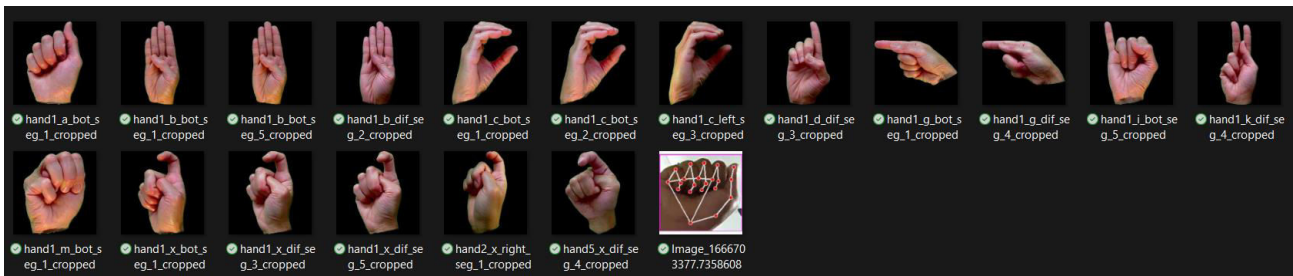 hand1_a_bot_s
eg_1_cropped
hand1_b_bot_s
eg_1_cropped
hand1_b_bot_s
eg_5_cropped
hand1_b_dif_se
g_2_cropped
hand1_c_bot_s
eg_1_cropped
hand1_c_bot_s
eg_2_cropped
hand1_c_left_s
eg_3_cropped
hand1_d_dif_se
g_3_cropped
hand1_g_bot_s
eg_1_cropped
hand1_g_dif_se
g_4_cropped
hand1_i_bot_se
g_5_cropped
hand1_k_dif_se
g_4_cropped
hand1_m_bot_s
eg_1_cropped
hand1_x_bot_s
eg_1_cropped
hand1_x_dif_se
g_3_cropped
hand1_x_dif_se
g_5_cropped
hand2_x_right_
seg_1_cropped
hand5_x_dif_se
g_4_cropped
Image_166670
3377.7358608